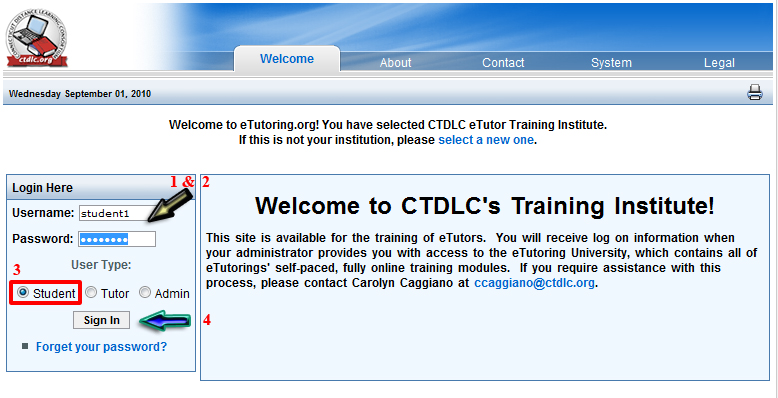 CONNECTICUT DISTANCE LEARNING CONSORTIUM
ctdlc.org
Welcome
About
Contact
System
Legal
Wednesday September 01, 2010
Welcome to eTutoring.org! You have selected CTDLC eTutor Training Institute.
If this is not your institution, please select a new one.
Login Here
1 & 2
Username: student1
Password: ••••••••
User Type:
3
Student Tutor Admin
Sign In
4
Forget your password?
Welcome to CTDLC's Training Institute!
This site is available for the training of eTutors. You will receive log on information when
your administrator provides you with access to the eTutoring University, which contains all of
eTutorings' self-paced, fully online training modules. If you require assistance with this
process, please contact Carolyn Caggiano at ccaggiano@ctdlc.org.